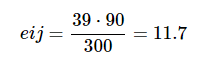 eij = 39 · 90 / 300 = 11.7